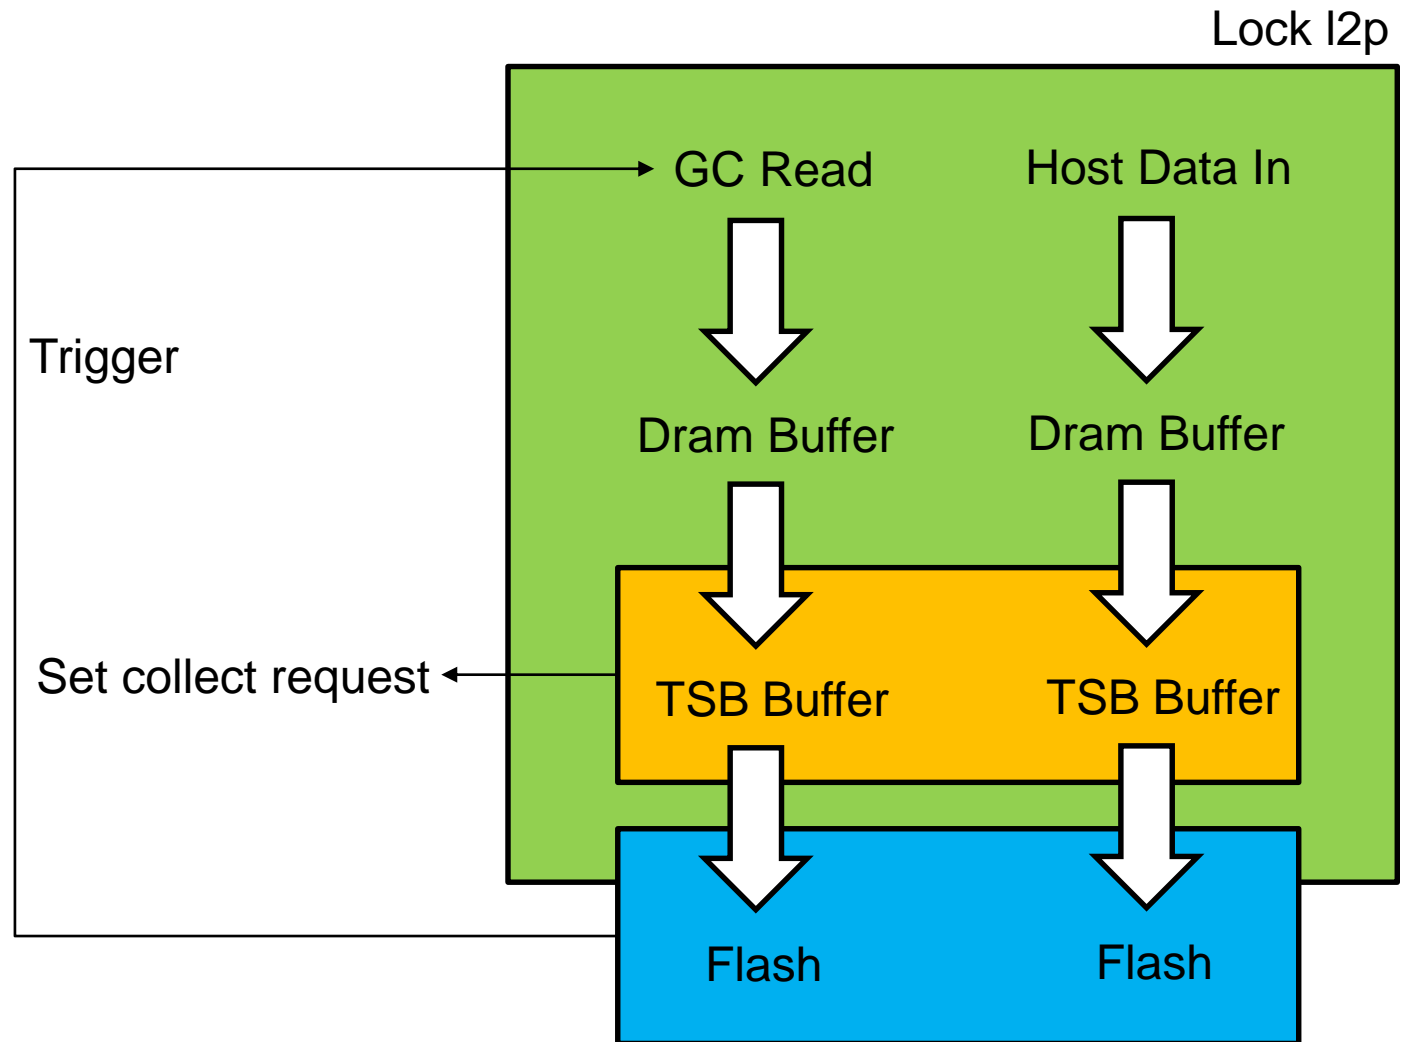 Lock l2p
GC Read
Host Data In
Trigger
Dram Buffer
Dram Buffer
Set collect request
TSB Buffer
TSB Buffer
Flash
Flash